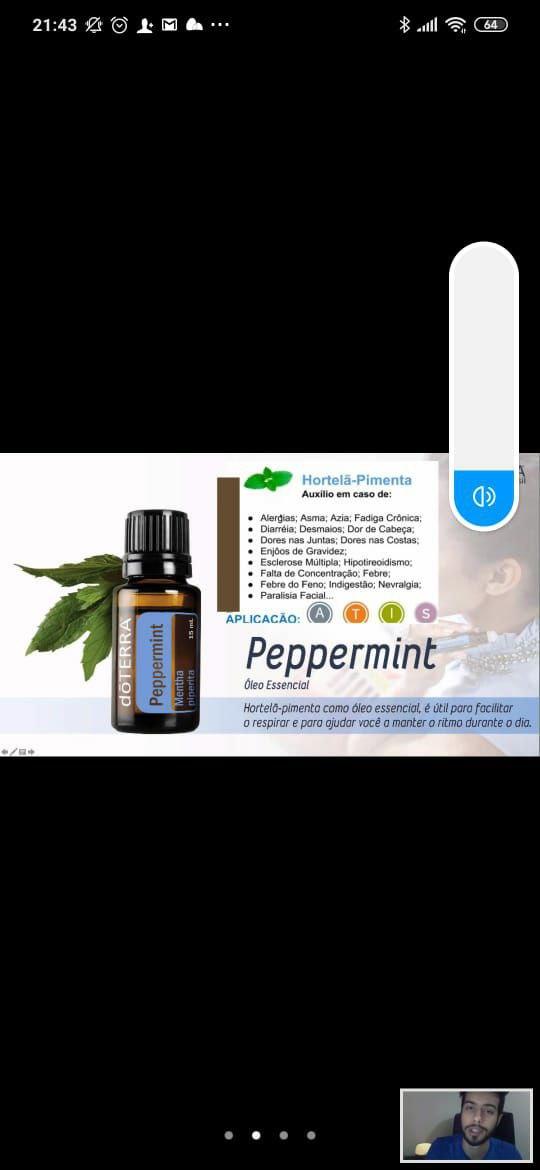 21:43
64
Hortelã-Pimenta
Auxílio em caso de:
• Alergias; Asma; Azia; Fadiga Crônica;
• Diarréia; Desmaios; Dor de Cabeça;
• Dores nas Juntas; Dores nas Costas;
• Enjôos de Gravidez;
• Esclerose Múltipla; Hipotireoidismo;
• Falta de Concentração; Febre;
• Febre do Feno; Indigestão; Nevralgia;
• Paralisia Facial...
APLICAÇÃO: A T I S
dōTERRA
Peppermint
Mentha
piperita
15 mL
Peppermint
Óleo Essencial
Hortelã-pimenta como óleo essencial, é útil para facilitar
o respirar e para ajudar você a manter o ritmo durante o dia.